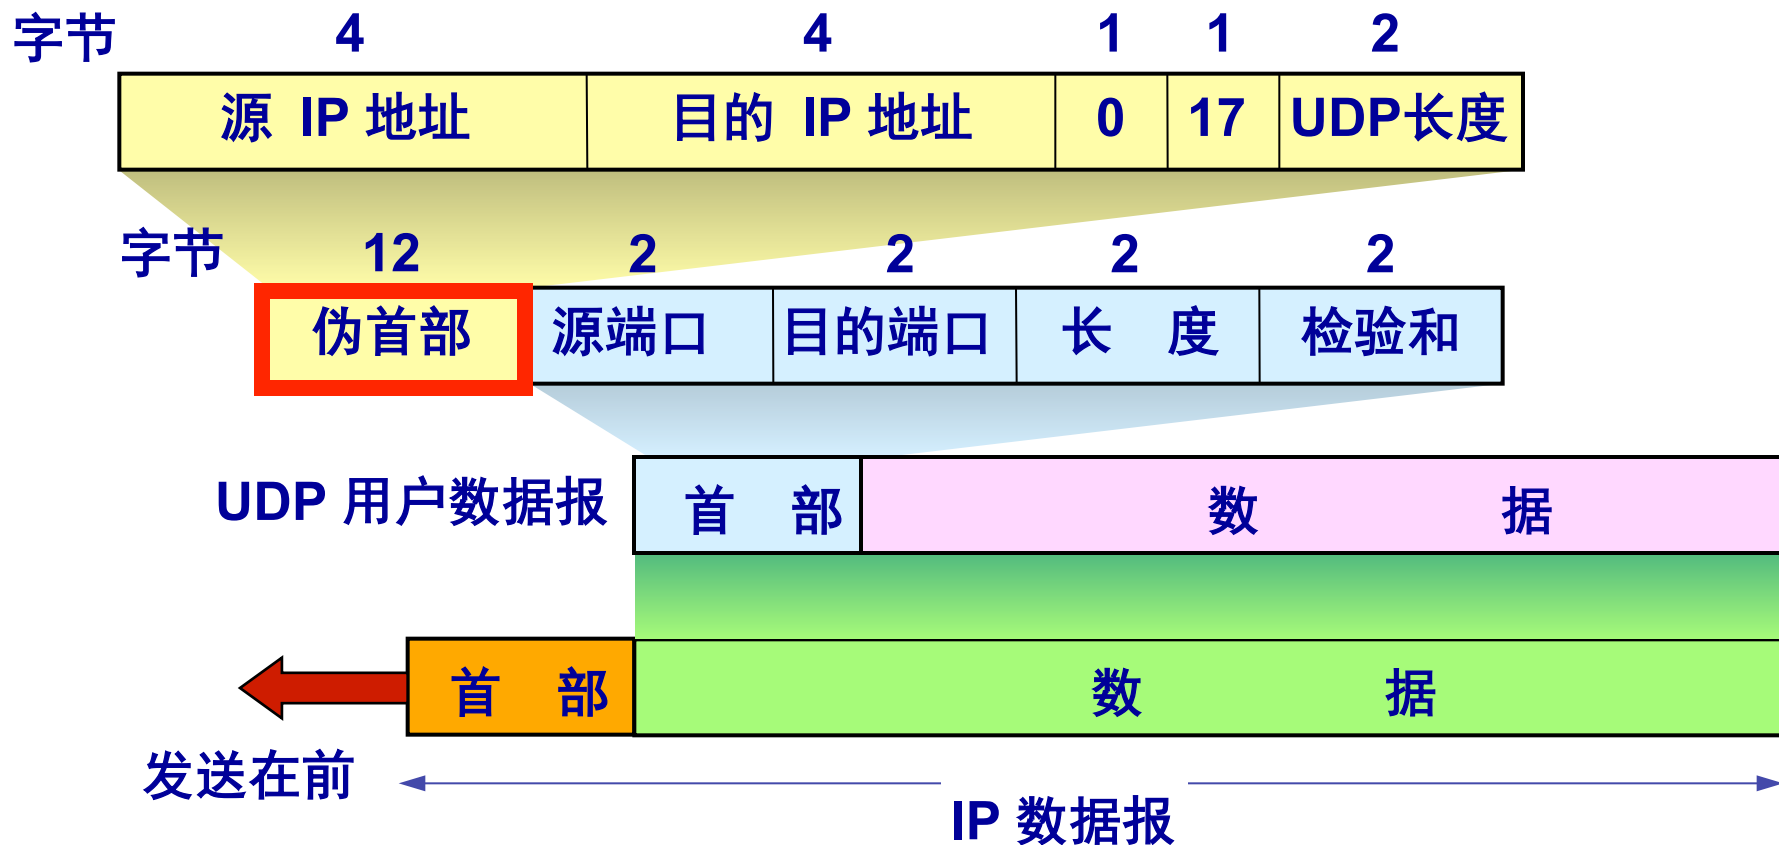 字节 4 4 1 1 2
源 IP 地址 目的 IP 地址 0 17 UDP长度
字节 12 2 2 2 2
伪首部 源端口 目的端口 长 度 检验和
UDP 用户数据报 首 部 数 据
首 部 数 据
发送在前
IP 数据报